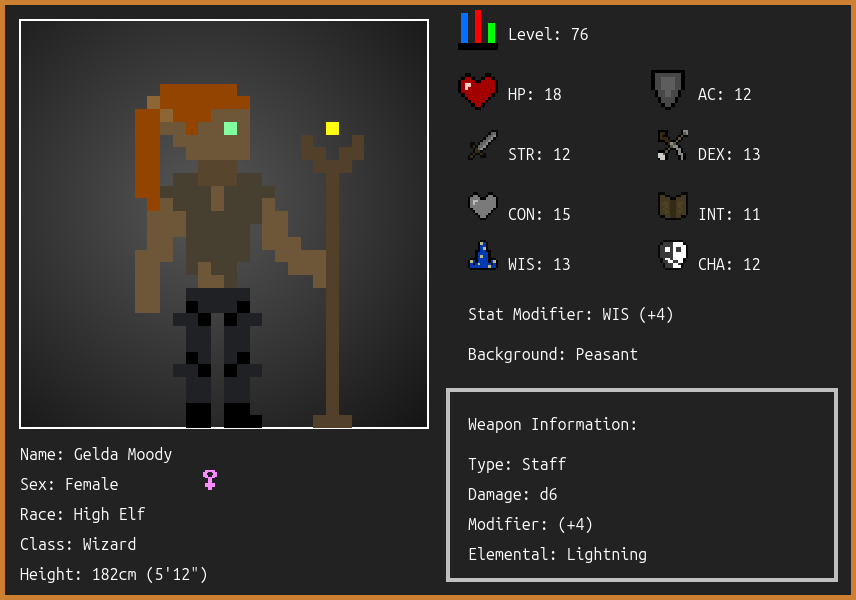 Level: 76
HP: 18
AC: 12
STR: 12
DEX: 13
CON: 15
INT: 11
WIS: 13
CHA: 12
Stat Modifier: WIS (+4)
Background: Peasant
Weapon Information:
Type: Staff
Damage: d6
Modifier: (+4)
Elemental: Lightning
Name: Gelda Moody
Sex: Female
Race: High Elf
Class: Wizard
Height: 182cm (5'12")